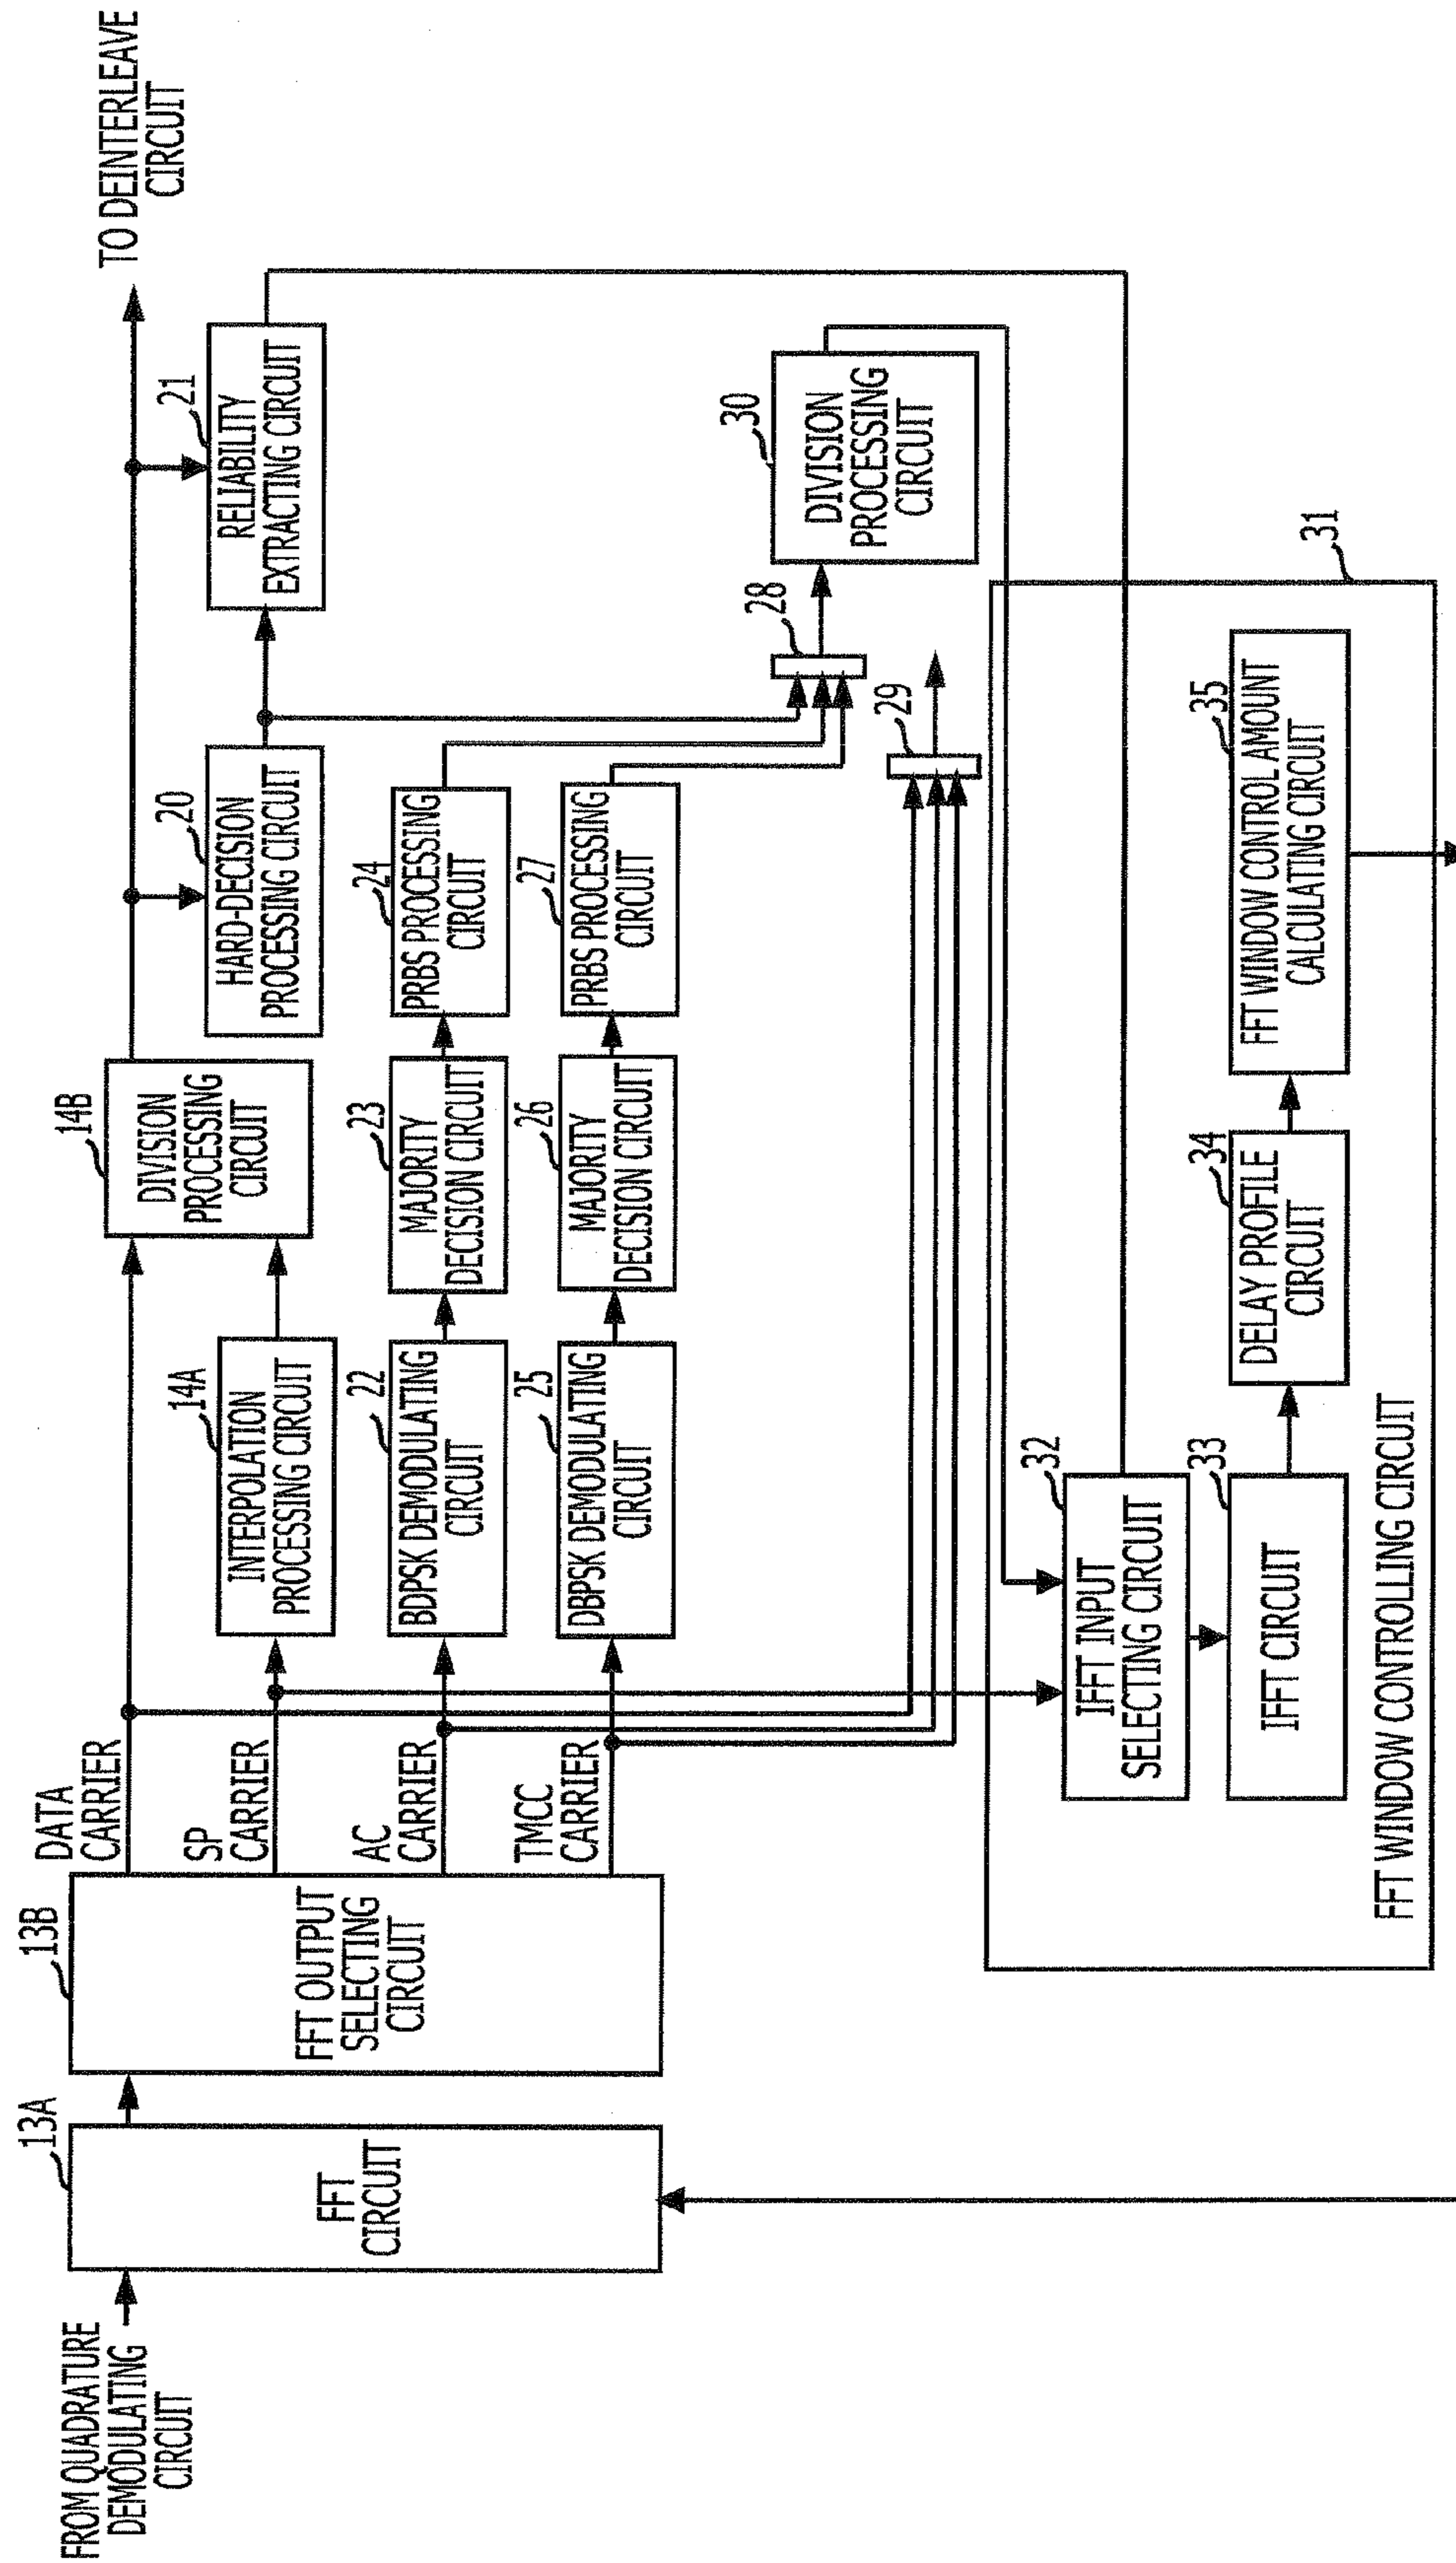 FROM QUADRATURE
DEMODULATING
CIRCUIT
13A
FFT
CIRCUIT
13B
FFT OUTPUT
SELECTING
CIRCUIT
DATA
CARRIER
SP
CARRIER
AC
CARRIER
TMCC
CARRIER
14A
INTERPOLATION
PROCESSING CIRCUIT
14B
DIVISION
PROCESSING
CIRCUIT
20
HARD-DECISION
PROCESSING CIRCUIT
21
RELIABILITY
EXTRACTING CIRCUIT
TO DEINTERLEAVE
CIRCUIT
22
BDPSK DEMODULATING
CIRCUIT
23
MAJORITY
DECISION CIRCUIT
24
PRBS PROCESSING
CIRCUIT
25
DBPSK DEMODULATING
CIRCUIT
26
MAJORITY
DECISION CIRCUIT
27
PRBS PROCESSING
CIRCUIT
28
29
30
DIVISION
PROCESSING
CIRCUIT
31
32
IFFT INPUT
SELECTING CIRCUIT
33
IFFT CIRCUIT
34
DELAY PROFILE
CIRCUIT
35
FFT WINDOW CONTROL AMOUNT
CALCULATING CIRCUIT
FFT WINDOW CONTROLLING CIRCUIT